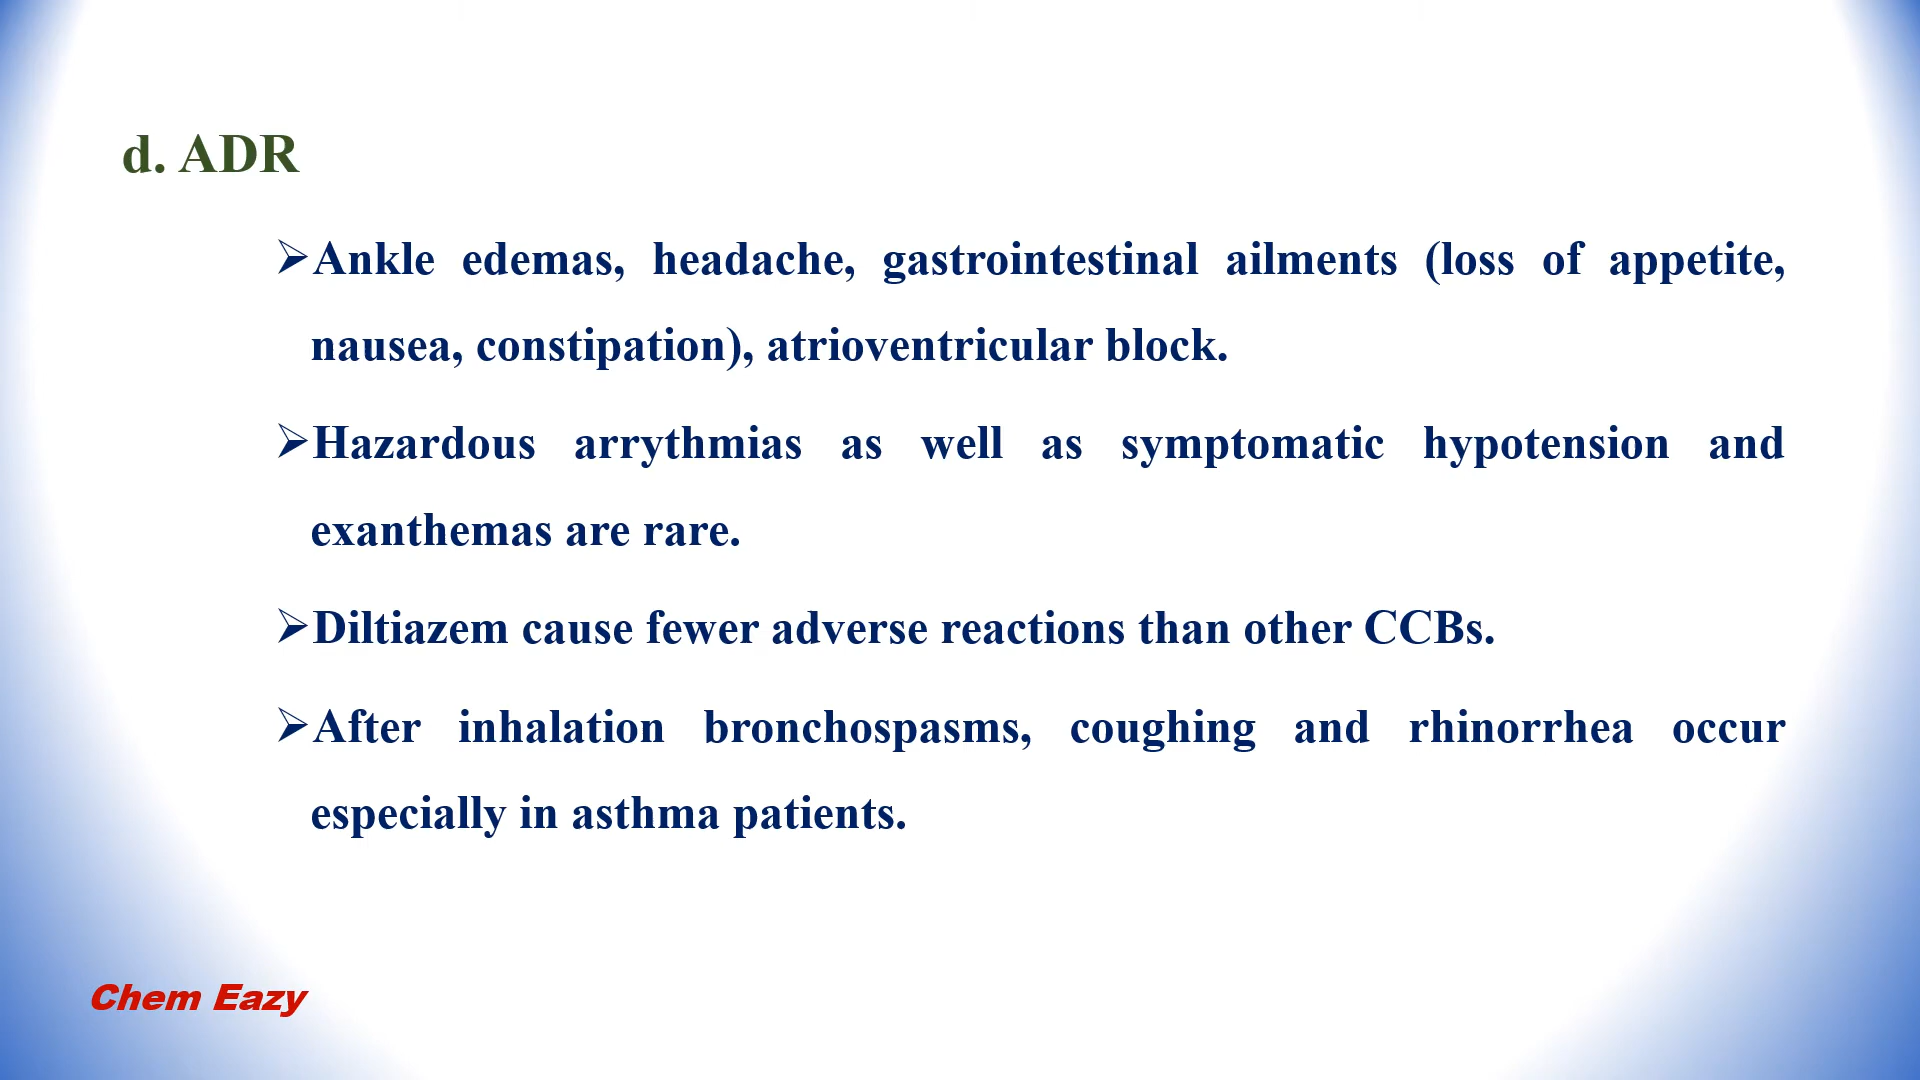 d. ADR
➢Ankle edemas, headache, gastrointestinal ailments (loss of appetite,
nausea, constipation), atrioventricular block.
➢Hazardous arrythmias as well as symptomatic hypotension and
exanthemas are rare.
➢Diltiazem cause fewer adverse reactions than other CCBs.
➢After inhalation bronchospasms, coughing and rhinorrhea occur
especially in asthma patients.
Chem Eazy